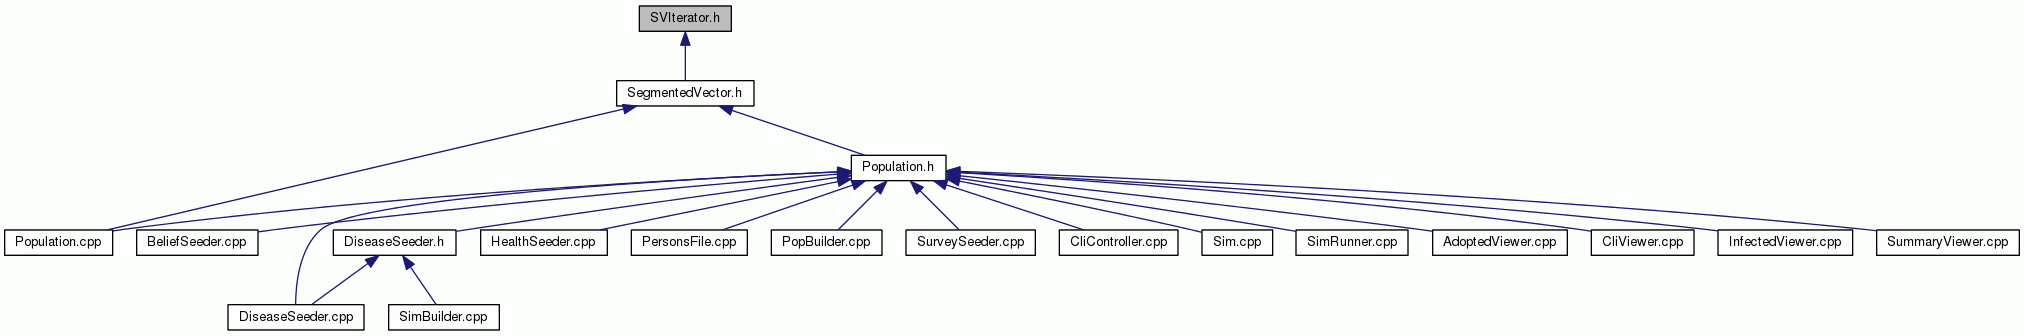 SVIterator.h
SegmentedVector.h
Population.h
Population.cpp
BeliefSeeder.cpp
DiseaseSeeder.h
HealthSeeder.cpp
PersonsFile.cpp
PopBuilder.cpp
SurveySeeder.cpp
CliController.cpp
Sim.cpp
SimRunner.cpp
AdoptedViewer.cpp
CliViewer.cpp
InfectedViewer.cpp
SummaryViewer.cpp
DiseaseSeeder.cpp
SimBuilder.cpp